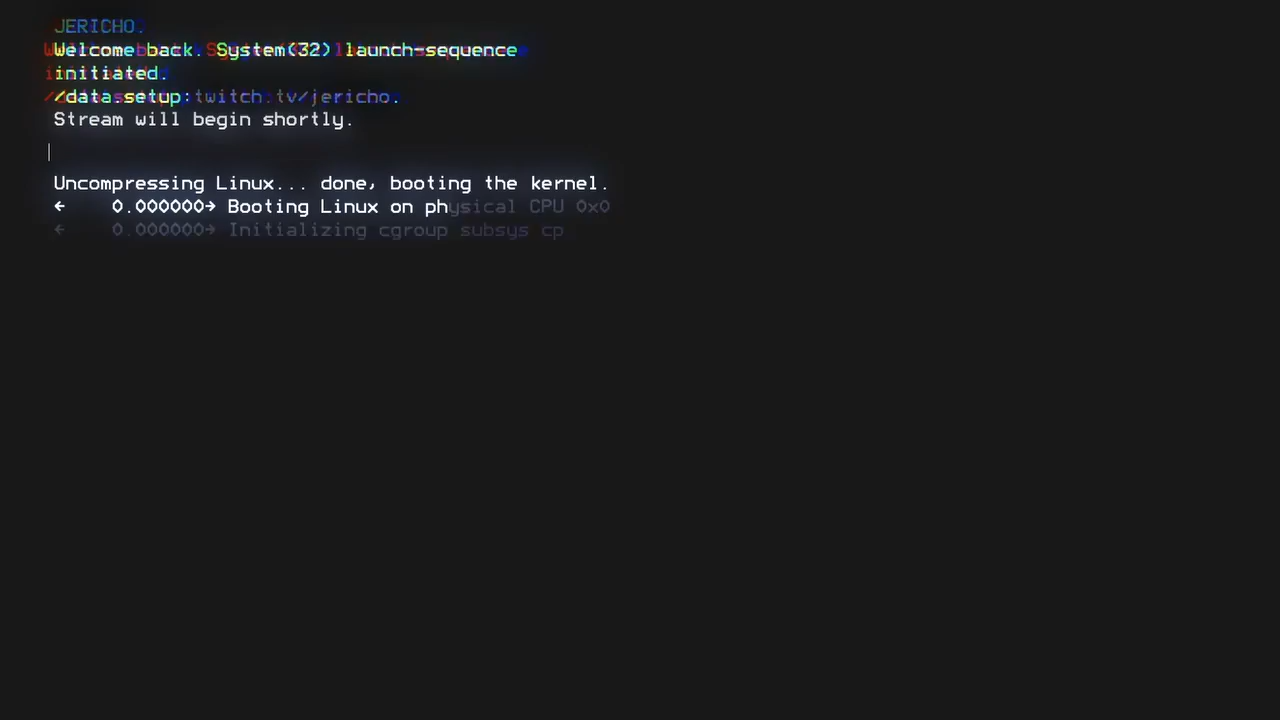 JERICHO.
Welcome back. System(32) launch-sequence
initiated.
//data.setup:twitch.tv/jericho.
Stream will begin shortly.
Uncompressing Linux... done, booting the kernel.
← 0.000000→ Booting Linux on physical CPU 0x0
← 0.000000→ Initializing cgroup subsys cp